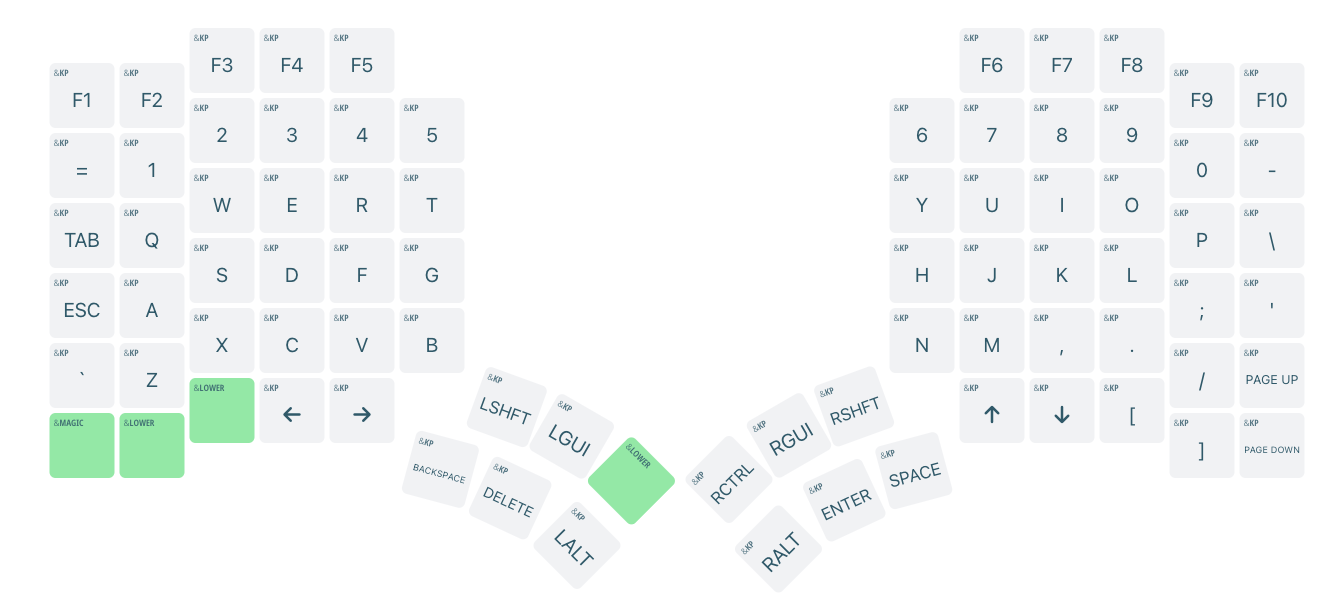 &KP F3
&KP F4
&KP F5
&KP F6
&KP F7
&KP F8
&KP F1
&KP F2
&KP F9
&KP F10
&KP 2
&KP 3
&KP 4
&KP 5
&KP 6
&KP 7
&KP 8
&KP 9
&KP =
&KP 1
&KP 0
&KP -
&KP W
&KP E
&KP R
&KP T
&KP Y
&KP U
&KP I
&KP O
&KP TAB
&KP Q
&KP P
&KP \
&KP S
&KP D
&KP F
&KP G
&KP H
&KP J
&KP K
&KP L
&KP ESC
&KP A
&KP ;
&KP '
&KP X
&KP C
&KP V
&KP B
&KP N
&KP M
&KP ,
&KP .
&KP `
&KP Z
&KP /
&KP PAGE UP
&LOWER
&KP ←
&KP →
&KP ↑
&KP ↓
&KP [
&MAGIC
&LOWER
&KP ]
&KP PAGE DOWN
&KP LSHFT
&KP LGUI
&LOWER
&KP RCTRL
&KP RGUI
&KP RSHFT
&KP BACKSPACE
&KP DELETE
&KP LALT
&KP RALT
&KP ENTER
&KP SPACE